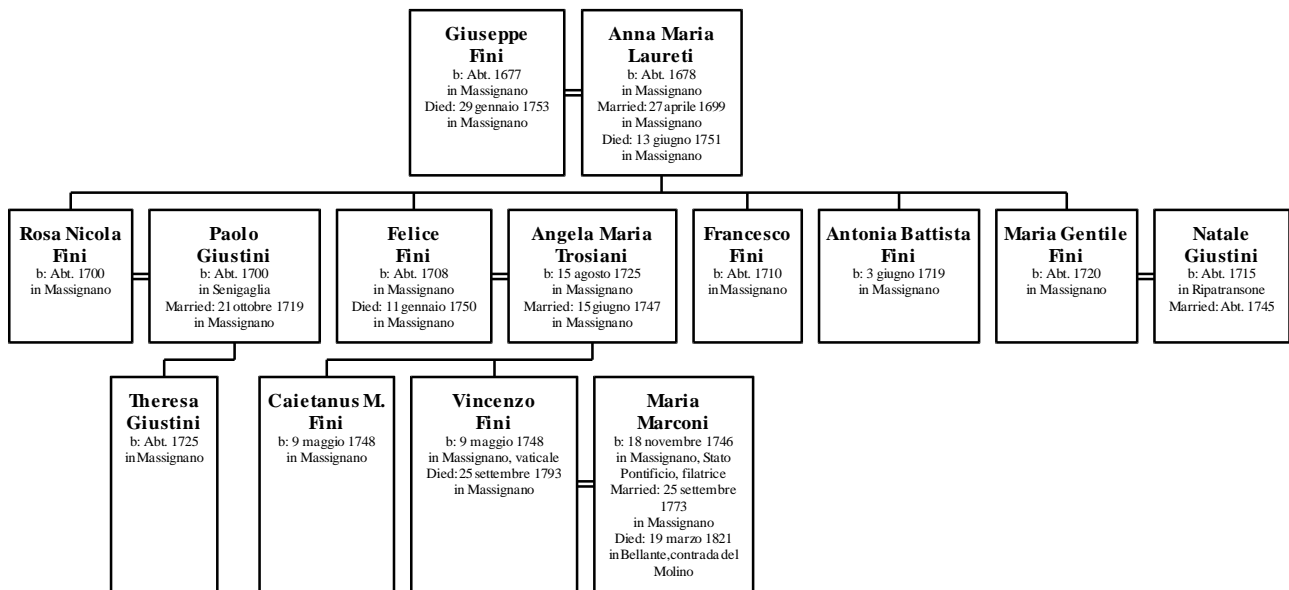 Giuseppe
Fini
b: Abt. 1677
in Massignano
Died: 29 gennaio 1753
in Massignano
Anna Maria
Laureti
b: Abt. 1678
in Massignano
Married: 27 aprile 1699
in Massignano
Died: 13 giugno 1751
in Massignano
Rosa Nicola
Fini
b: Abt. 1700
in Massignano
Paolo
Giustini
b: Abt. 1700
in Senigaglia
Married: 21 ottobre 1719
in Massignano
Felice
Fini
b: Abt. 1708
in Massignano
Died: 11 gennaio 1750
in Massignano
Angela Maria
Trosiani
b: 15 agosto 1725
in Massignano
Married: 15 giugno 1747
in Massignano
Francesco
Fini
b: Abt. 1710
in Massignano
Antonia Battista
Fini
b: 3 giugno 1719
in Massignano
Maria Gentile
Fini
b: Abt. 1720
in Massignano
Natale
Giustini
b: Abt. 1715
in Ripatransone
Married: Abt. 1745
Theresa
Giustini
b: Abt. 1725
in Massignano
Caietanus M.
Fini
b: 9 maggio 1748
in Massignano
Vincenzo
Fini
b: 9 maggio 1748
in Massignano, vaticale
Died: 25 settembre 1793
in Massignano
Maria
Marconi
b: 18 novembre 1746
in Massignano, Stato
Pontificio, filatrice
Married: 25 settembre
1773
in Massignano
Died: 19 marzo 1821
in Bellante, contrada del
Molino